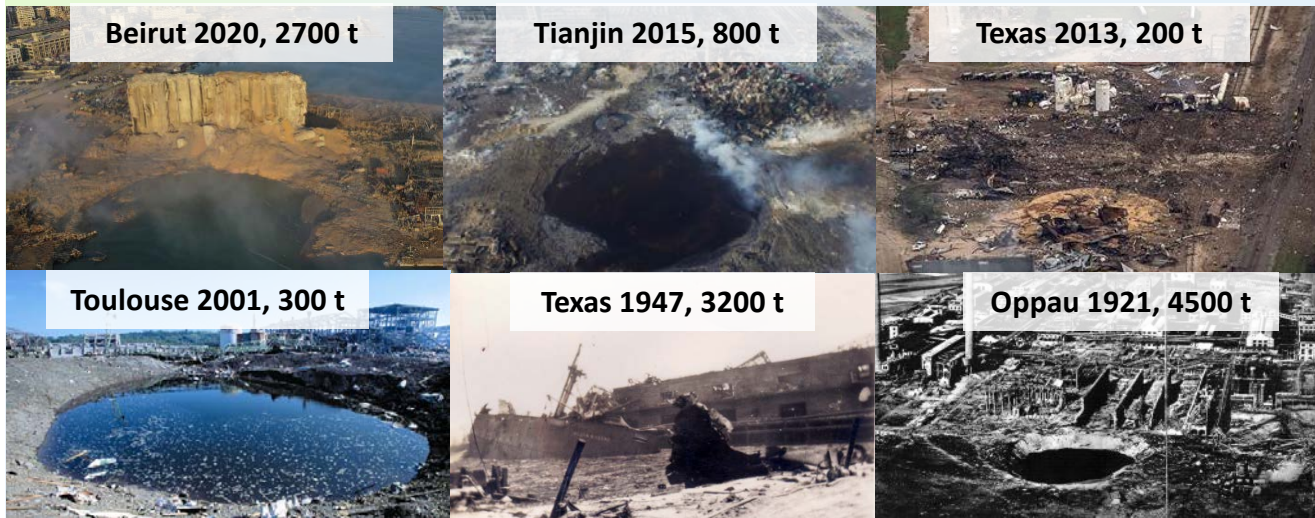 Beirut 2020, 2700 t
Tianjin 2015, 800 t
Texas 2013, 200 t
Toulouse 2001, 300 t
Texas 1947, 3200 t
Oppau 1921, 4500 t